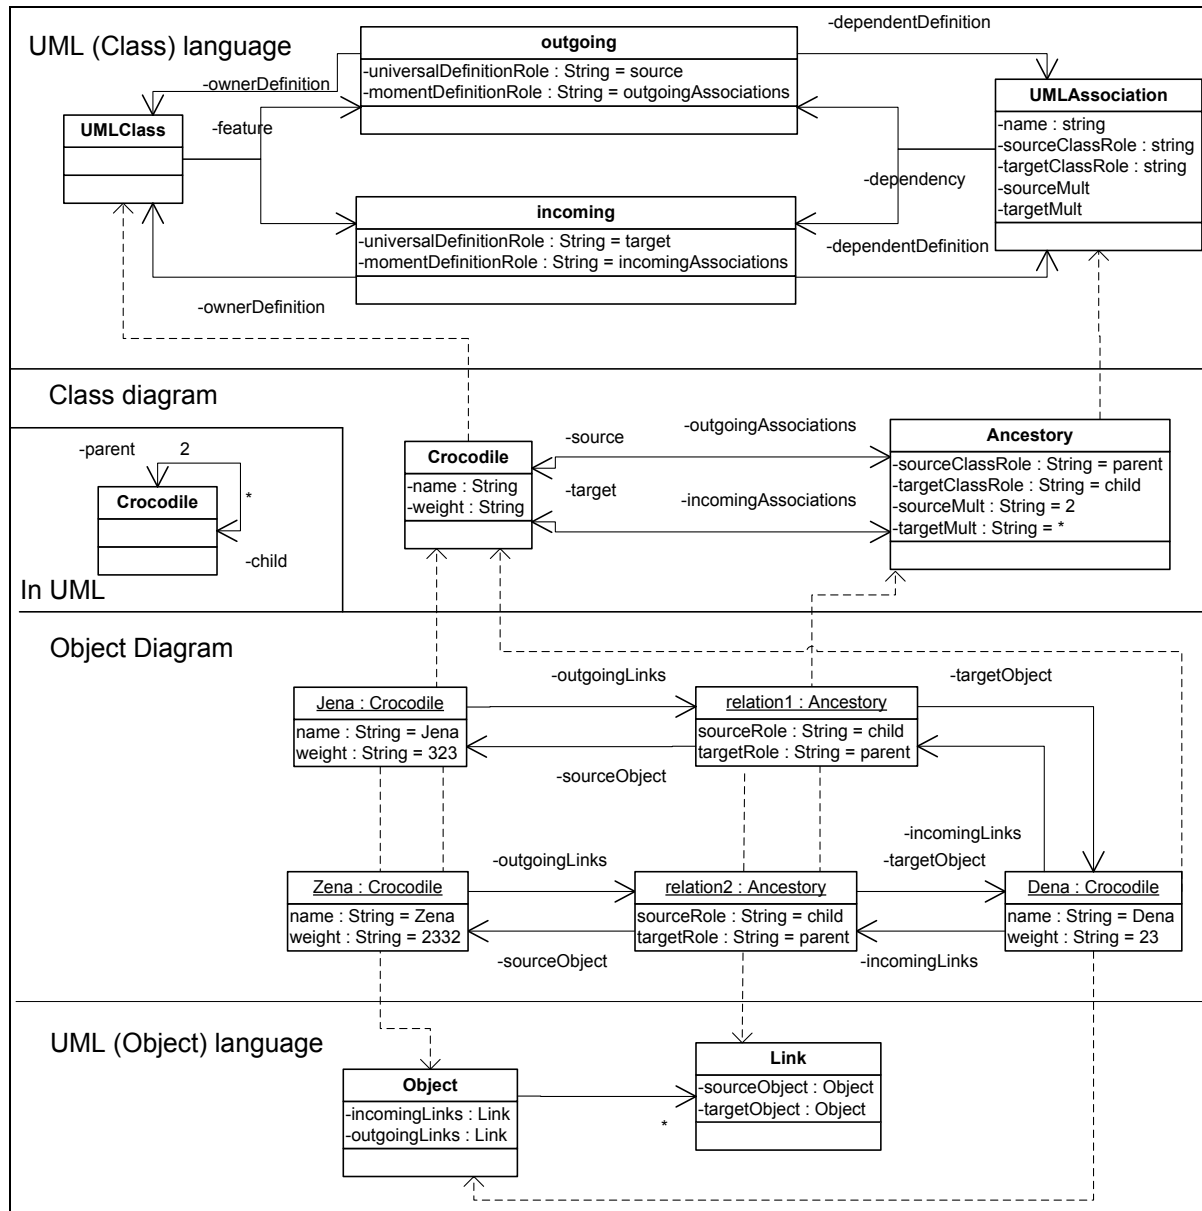 UML (Class) language
-dependentDefinition
outgoing
-universalDefinitionRole : String = source
-momentDefinitionRole : String = outgoingAssociations
-ownerDefinition
UMLClass
-feature
UMLAssociation
-name : string
-sourceClassRole : string
-targetClassRole : string
-sourceMult
-targetMult
-dependency
incoming
-universalDefinitionRole : String = target
-momentDefinitionRole : String = incomingAssociations
-dependentDefinition
-ownerDefinition
Class diagram
-parent
2
Crocodile
*
-child
In UML
-source
-outgoingAssociations
Crocodile
-name : String
-weight : String
-target
-incomingAssociations
Ancestory
-sourceClassRole : String = parent
-targetClassRole : String = child
-sourceMult : String = 2
-targetMult : String = *
Object Diagram
-outgoingLinks
-targetObject
Jena : Crocodile
name : String = Jena
weight : String = 323
relation1 : Ancestory
sourceRole : String = child
targetRole : String = parent
-sourceObject
-incomingLinks
-outgoingLinks
-targetObject
Zena : Crocodile
name : String = Zena
weight : String = 2332
relation2 : Ancestory
sourceRole : String = child
targetRole : String = parent
Dena : Crocodile
name : String = Dena
weight : String = 23
-sourceObject
-incomingLinks
UML (Object) language
Object
-incomingLinks : Link
-outgoingLinks : Link
*
Link
-sourceObject : Object
-targetObject : Object